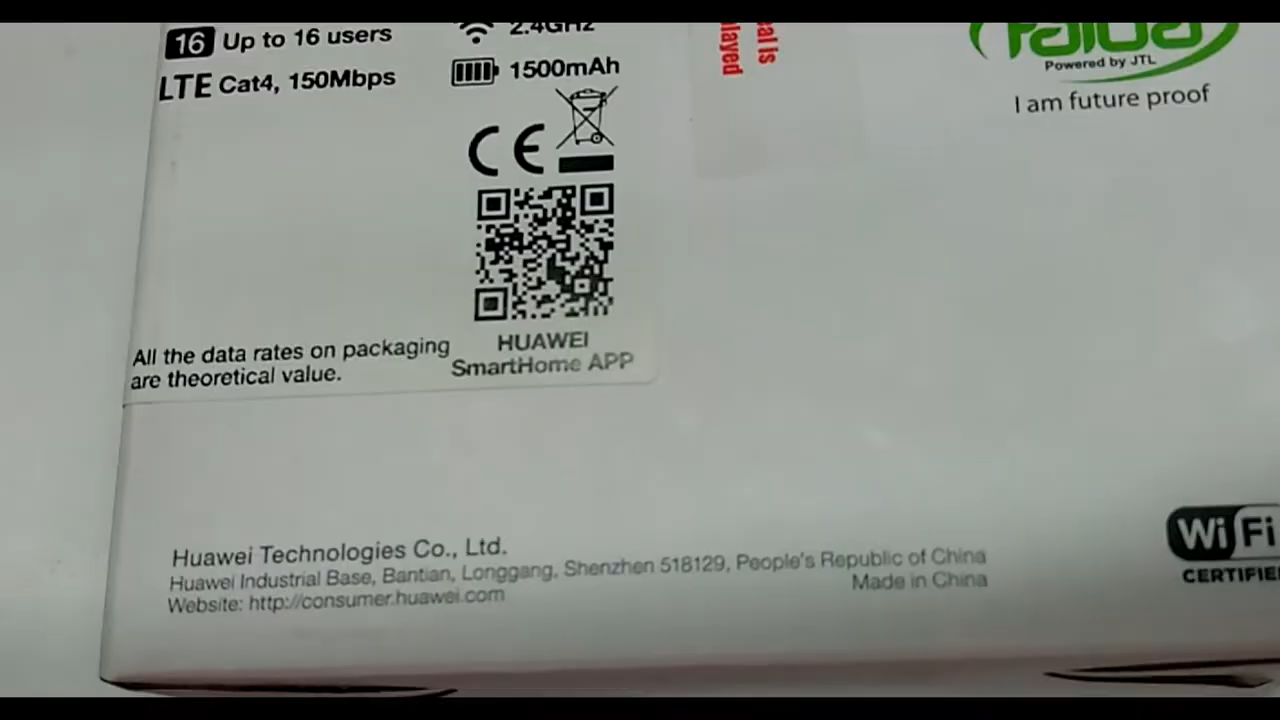 16 Up to 16 users
2.4GHz
LTE Cat4, 150Mbps
1500mAh
CE
All the data rates on packaging
are theoretical value.
HUAWEI
SmartHome APP
faiba
Powered by JTL
I am future proof
Huawei Technologies Co., Ltd.
Huawei Industrial Base, Bantian, Longgang, Shenzhen 518129, People's Republic of China
Website: http://consumer.huawei.com
Made in China
Wi Fi